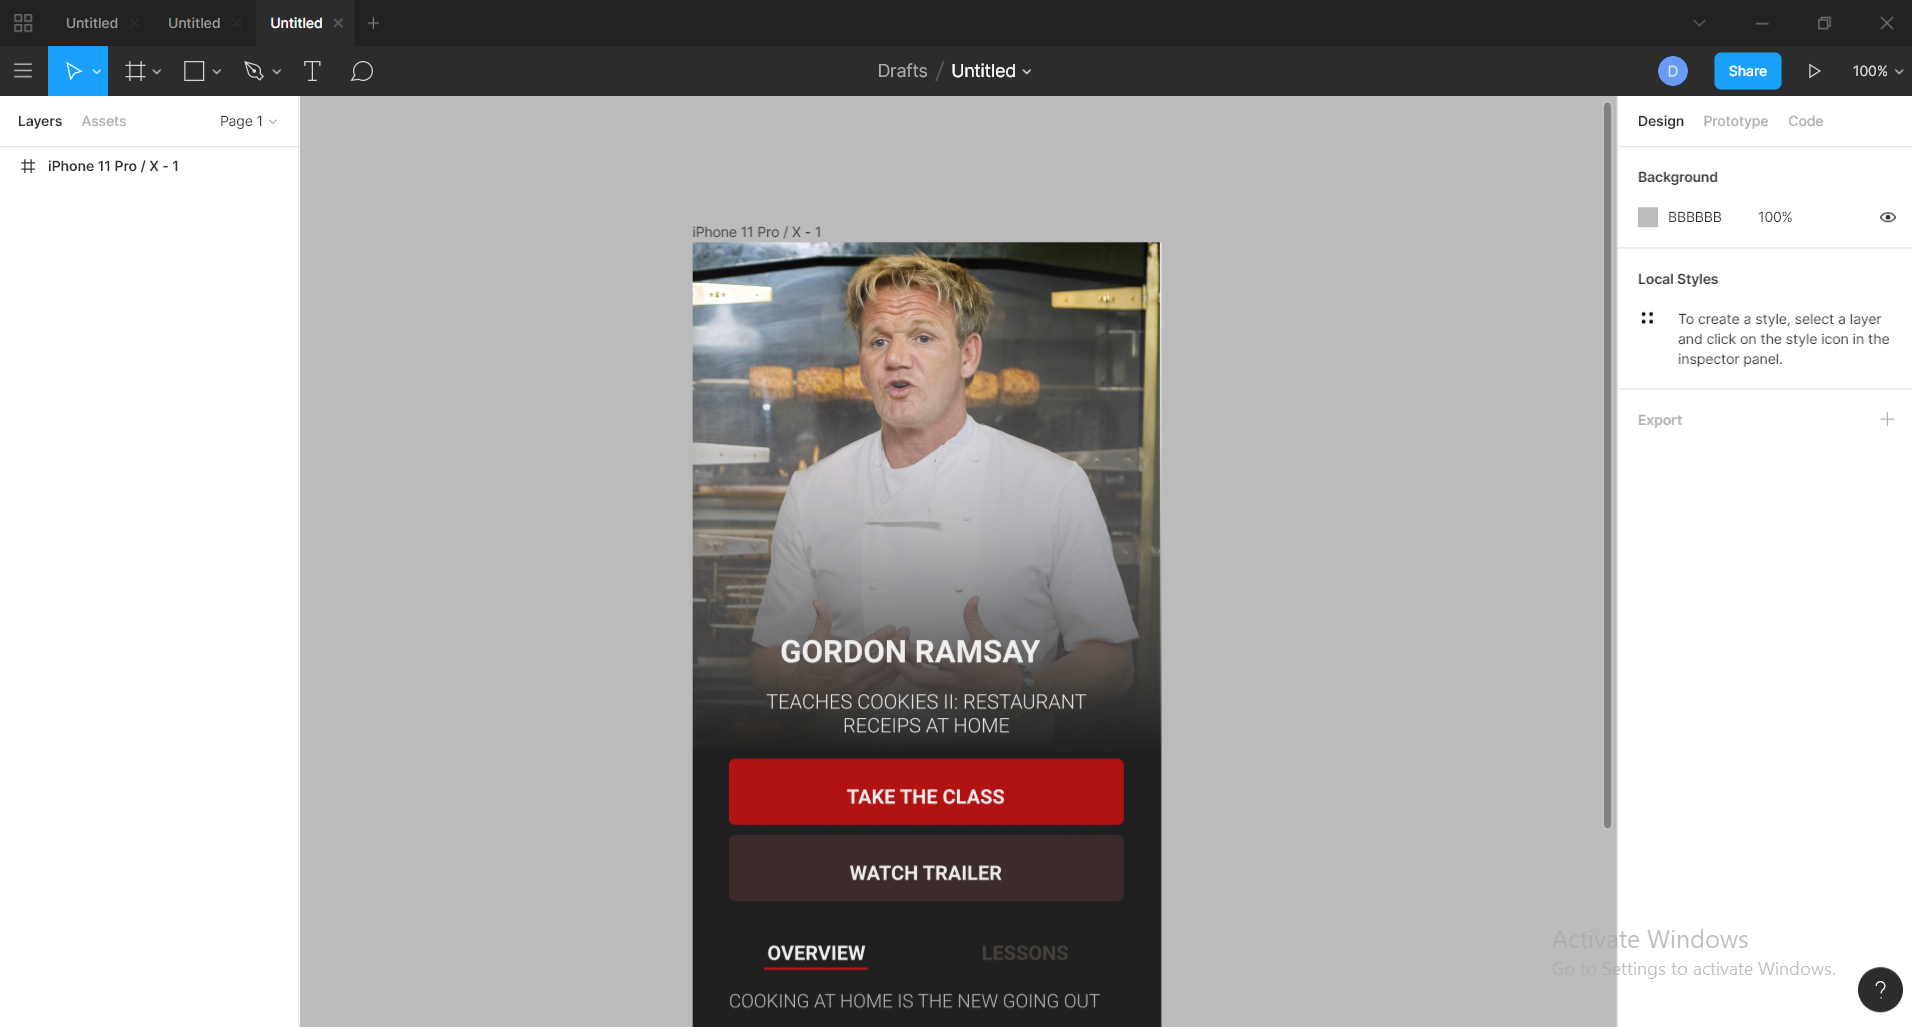 Untitled
Untitled
Untitled
Drafts / Untitled
D
Share
100%
Layers
Assets
Page 1
Design
Prototype
Code
iPhone 11 Pro / X - 1
Background
BBBBBB
100%
Local Styles
To create a style, select a layer
and click on the style icon in the
inspector panel.
Export
iPhone 11 Pro / X - 1
GORDON RAMSAY
TEACHES COOKIES II: RESTAURANT
RECEIPS AT HOME
TAKE THE CLASS
WATCH TRAILER
OVERVIEW
LESSONS
COOKING AT HOME IS THE NEW GOING OUT
Activate Windows
Go to Settings to activate Windows.
?